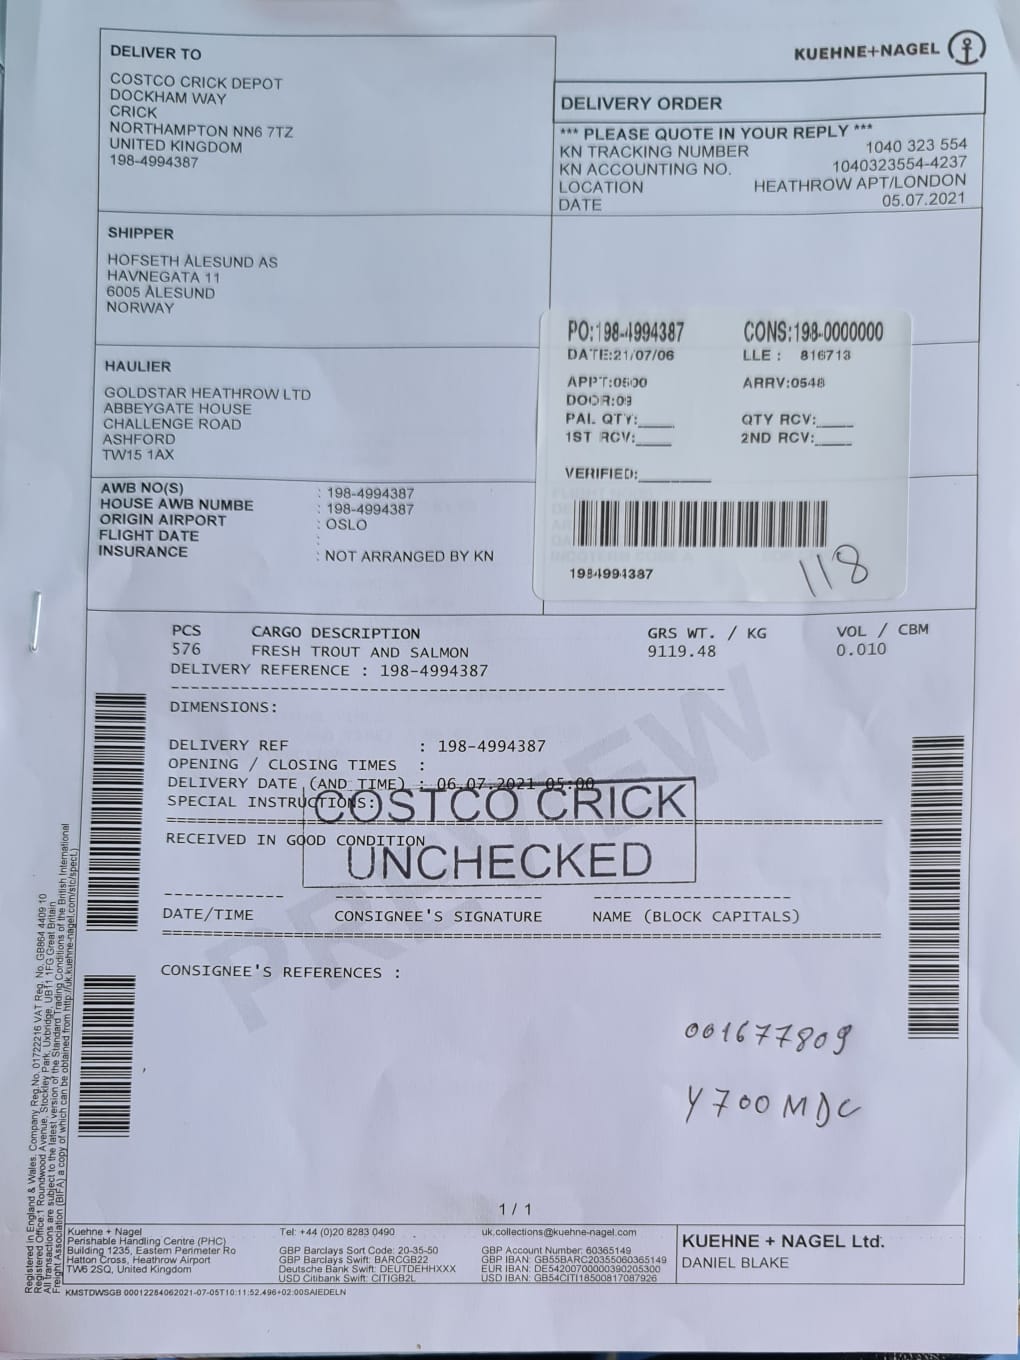 KUEHNE+NAGEL
DELIVER TO
COSTCO CRICK DEPOT
DOCKHAM WAY
CRICK
NORTHAMPTON NN6 7TZ
UNITED KINGDOM
198-4994387
DELIVERY ORDER
*** PLEASE QUOTE IN YOUR REPLY ***
KN TRACKING NUMBER 1040 323 554
KN ACCOUNTING NO. 1040323554-4237
LOCATION HEATHROW APT/LONDON
DATE 05.07.2021
SHIPPER
HOFSETH ÅLESUND AS
HAVNEGATA 11
6005 ÅLESUND
NORWAY
HAULIER
GOLDSTAR HEATHROW LTD
ABBEYGATE HOUSE
CHALLENGE ROAD
ASHFORD
TW15 1AX
PO:198-4994387 CONS:198-0000000
DATE:21/07/06 LLE : 816713
APPT:0500 ARRV:0548
DOOR:09
PAL QTY:____ QTY RCV:____
1ST RCV:____ 2ND RCV:____
VERIFIED:________
1984994387
118
AWB NO(S) : 198-4994387
HOUSE AWB NUMBE : 198-4994387
ORIGIN AIRPORT : OSLO
FLIGHT DATE :
INSURANCE : NOT ARRANGED BY KN
PCS CARGO DESCRIPTION GRS WT. / KG VOL / CBM
576 FRESH TROUT AND SALMON 9119.48 0.010
DELIVERY REFERENCE : 198-4994387
DIMENSIONS:
DELIVERY REF : 198-4994387
OPENING / CLOSING TIMES :
DELIVERY DATE (AND TIME) : 06.07.2021 05:00
SPECIAL INSTRUCTIONS:
COSTCO CRICK
UNCHECKED
RECEIVED IN GOOD CONDITION
PREVIEW
DATE/TIME CONSIGNEE'S SIGNATURE NAME (BLOCK CAPITALS)
CONSIGNEE'S REFERENCES :
001677809
Y700MDC
1 / 1
Registered in England & Wales. Company Reg.No. 01722216 VAT Reg. No. GB864 4409 10
Registered Office:1 Roundwood Avenue, Stockley Park, Uxbridge, UB11 1FG Great Britain
All transactions are subject to the latest version of the Standard Trading Conditions of the British International
Freight Association (BIFA) a copy of which can be obtained from http://uk.kuehne-nagel.com/stc/spect.)
Kuehne + Nagel
Perishable Handling Centre (PHC)
Building 1235, Eastern Perimeter Ro
Hatton Cross, Heathrow Airport
TW6 2SQ, United Kingdom
Tel: +44 (0)20 8283 0490
GBP Barclays Sort Code: 20-35-50
GBP Barclays Swift: BARCGB22
Deutsche Bank Swift: DEUTDEHHXXX
USD Citibank Swift: CITIGB2L
uk.collections@kuehne-nagel.com
GBP Account Number: 60365149
GBP IBAN: GB55BARC20355060365149
EUR IBAN: DE54200700000390205300
USD IBAN: GB54CITI18500817087926
KUEHNE + NAGEL Ltd.
DANIEL BLAKE
KMSTDWSGB 00012284062021-07-05T10:11:52.496+02:00SAIEDELN